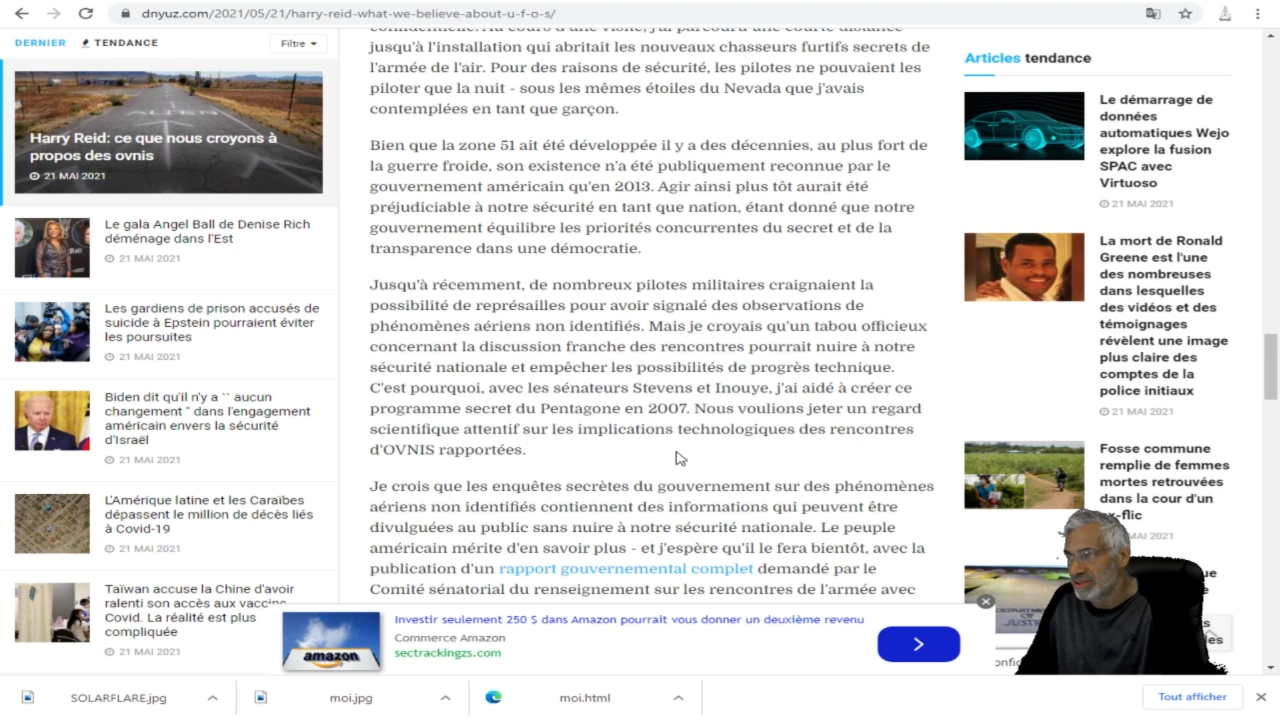 dnyuz.com/2021/05/21/harry-reid-what-we-believe-about-u-f-o-s/
DERNIER
TENDANCE
Filtre
Harry Reid: ce que nous croyons à
propos des ovnis
21 MAI 2021
Le gala Angel Ball de Denise Rich
déménage dans l'Est
21 MAI 2021
Les gardiens de prison accusés de
suicide à Epstein pourraient éviter
les poursuites
21 MAI 2021
Biden dit qu'il n'y a `` aucun
changement '' dans l'engagement
américain envers la sécurité
d'Israël
21 MAI 2021
L'Amérique latine et les Caraïbes
dépassent le million de décès liés
à Covid-19
21 MAI 2021
Taïwan accuse la Chine d'avoir
ralenti son accès aux vaccins
Covid. La réalité est plus
compliquée
21 MAI 2021
confidentielle. Au cours d'une visite, j'ai parcouru une courte distance
jusqu'à l'installation qui abritait les nouveaux chasseurs furtifs secrets de
l'armée de l'air. Pour des raisons de sécurité, les pilotes ne pouvaient les
piloter que la nuit - sous les mêmes étoiles du Nevada que j'avais
contemplées en tant que garçon.
Bien que la zone 51 ait été développée il y a des décennies, au plus fort de
la guerre froide, son existence n'a été publiquement reconnue par le
gouvernement américain qu'en 2013. Agir ainsi plus tôt aurait été
préjudiciable à notre sécurité en tant que nation, étant donné que notre
gouvernement équilibre les priorités concurrentes du secret et de la
transparence dans une démocratie.
Jusqu'à récemment, de nombreux pilotes militaires craignaient la
possibilité de représailles pour avoir signalé des observations de
phénomènes aériens non identifiés. Mais je croyais qu'un tabou officieux
concernant la discussion franche des rencontres pourrait nuire à notre
sécurité nationale et empêcher les possibilités de progrès technique.
C'est pourquoi, avec les sénateurs Stevens et Inouye, j'ai aidé à créer ce
programme secret du Pentagone en 2007. Nous voulions jeter un regard
scientifique attentif sur les implications technologiques des rencontres
d'OVNIS rapportées.
Je crois que les enquêtes secrètes du gouvernement sur des phénomènes
aériens non identifiés contiennent des informations qui peuvent être
divulguées au public sans nuire à notre sécurité nationale. Le peuple
américain mérite d'en savoir plus - et j'espère qu'il le fera bientôt, avec la
publication d'un rapport gouvernemental complet demandé par le
Comité sénatorial du renseignement sur les rencontres de l'armée avec
Articles tendance
Le démarrage de
données
automatiques Wejo
explore la fusion
SPAC avec
Virtuoso
21 MAI 2021
La mort de Ronald
Greene est l'une
des nombreuses
dans lesquelles
des vidéos et des
témoignages
révèlent une image
plus claire des
comptes de la
police initiaux
21 MAI 2021
Fosse commune
remplie de femmes
mortes retrouvées
dans la cour d'un
ex-flic
MAI 2021
Investir seulement 250 $ dans Amazon pourrait vous donner un deuxième revenu
Commerce Amazon
sectrackingzs.com
amazon
SOLARFLARE.jpg
moi.jpg
moi.html
Tout afficher